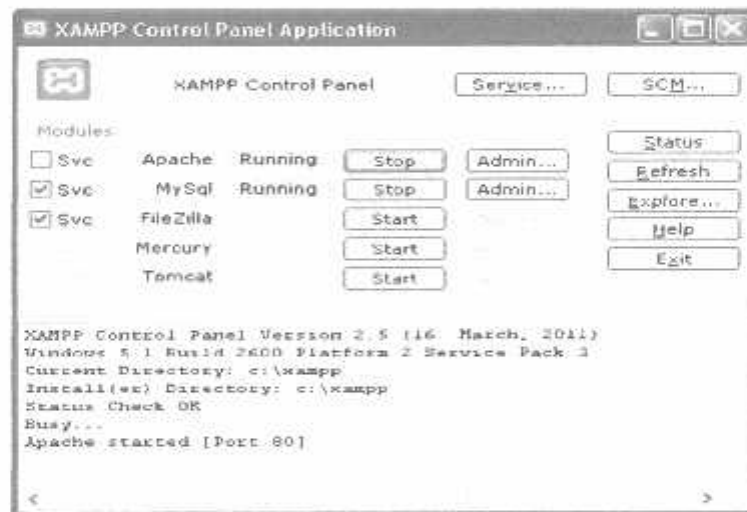 XAMPP Control Panel Application
XAMPP Control Panel Service... SCM...
Modules
Svc Apache Running Stop Admin...
Svc MySql Running Stop Admin...
Svc FileZilla Start
Mercury Start
Tomcat Start
Status
Refresh
Explore...
Help
Exit
XAMPP Control Panel Version 2.5 (16 March, 2011)
Windows 5.1 Build 2600 Platform 2 Service Pack 3
Current Directory: c:\xampp
Install(er) Directory: c:\xampp
Status Check OK
Busy...
Apache started [Port 80]